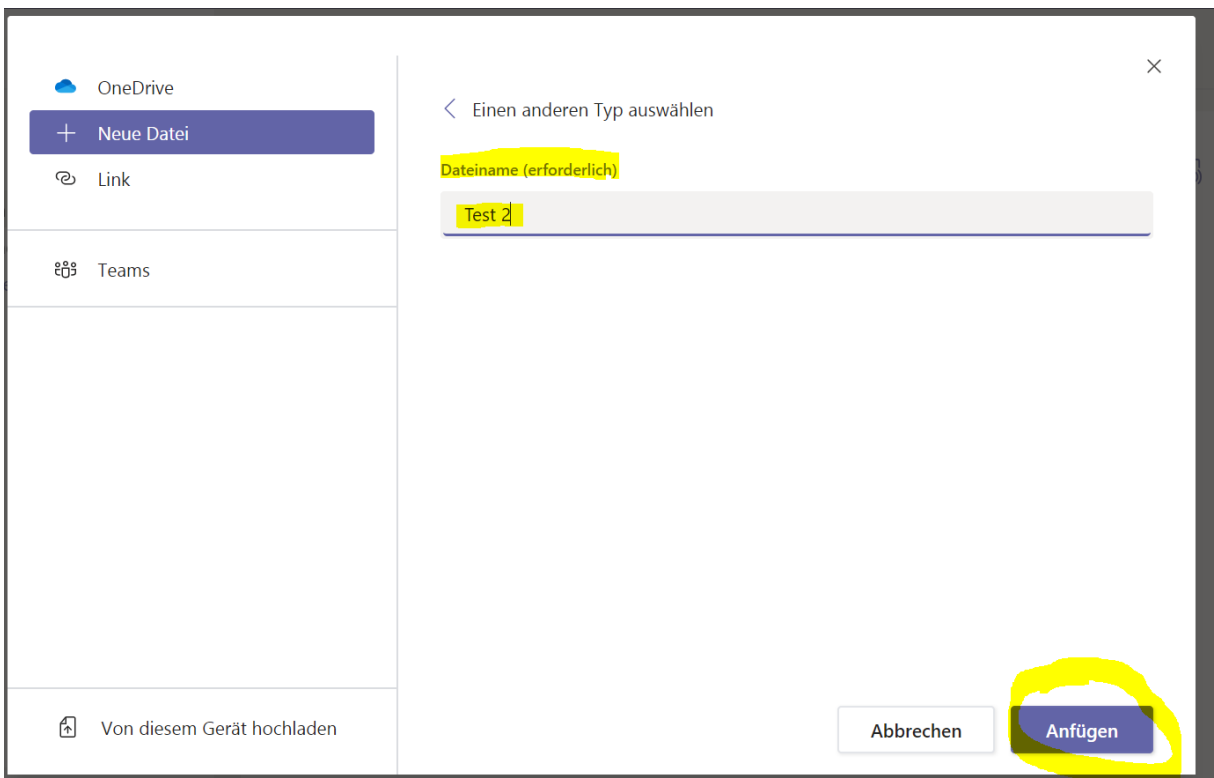 OneDrive
Neue Datei
Link
Teams
Von diesem Gerät hochladen
Einen anderen Typ auswählen
Dateiname (erforderlich)
Test 2
Abbrechen
Anfügen